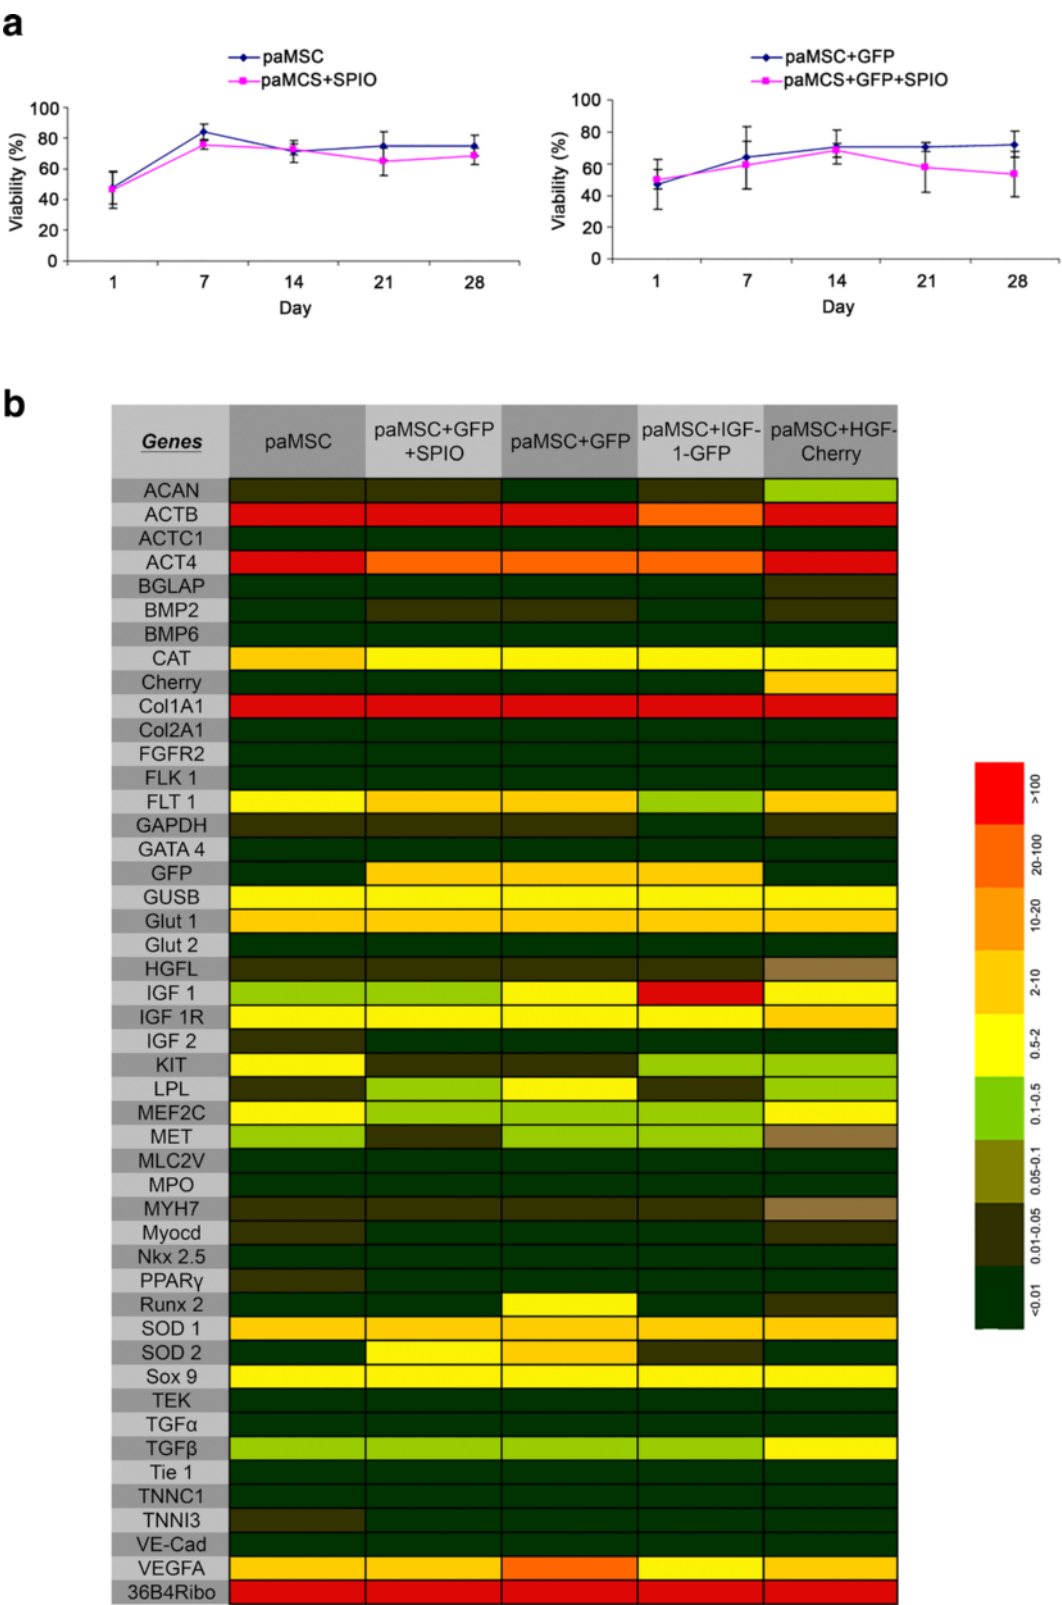 a
paMSC
paMCS+SPIO
100
80
60
40
20
0
Viability (%)
1 7 14 21 28
Day
paMSC+GFP
paMCS+GFP+SPIO
100
80
60
40
20
0
Viability (%)
1 7 14 21 28
Day
b
Genes paMSC paMSC+GFP +SPIO paMSC+GFP paMSC+IGF-1-GFP paMSC+HGF-Cherry
ACAN
ACTB
ACTC1
ACT4
BGLAP
BMP2
BMP6
CAT
Cherry
Col1A1
Col2A1
FGFR2
FLK 1
FLT 1
GAPDH
GATA 4
GFP
GUSB
Glut 1
Glut 2
HGFL
IGF 1
IGF 1R
IGF 2
KIT
LPL
MEF2C
MET
MLC2V
MPO
MYH7
Myocd
Nkx 2.5
PPARγ
Runx 2
SOD 1
SOD 2
Sox 9
TEK
TGFα
TGFβ
Tie 1
TNNC1
TNNI3
VE-Cad
VEGFA
36B4Ribo
>100
20-100
10-20
2-10
0.5-2
0.1-0.5
0.05-0.1
0.01-0.05
<0.01